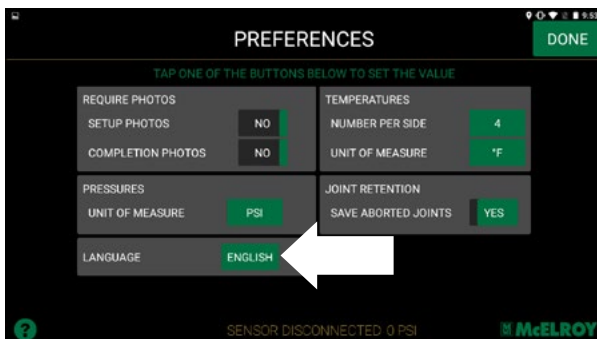 9:53
PREFERENCES
DONE
TAP ONE OF THE BUTTONS BELOW TO SET THE VALUE
REQUIRE PHOTOS
SETUP PHOTOS NO
COMPLETION PHOTOS NO
TEMPERATURES
NUMBER PER SIDE 4
UNIT OF MEASURE °F
PRESSURES
UNIT OF MEASURE PSI
JOINT RETENTION
SAVE ABORTED JOINTS YES
LANGUAGE ENGLISH
?
SENSOR DISCONNECTED 0 PSI
McELROY